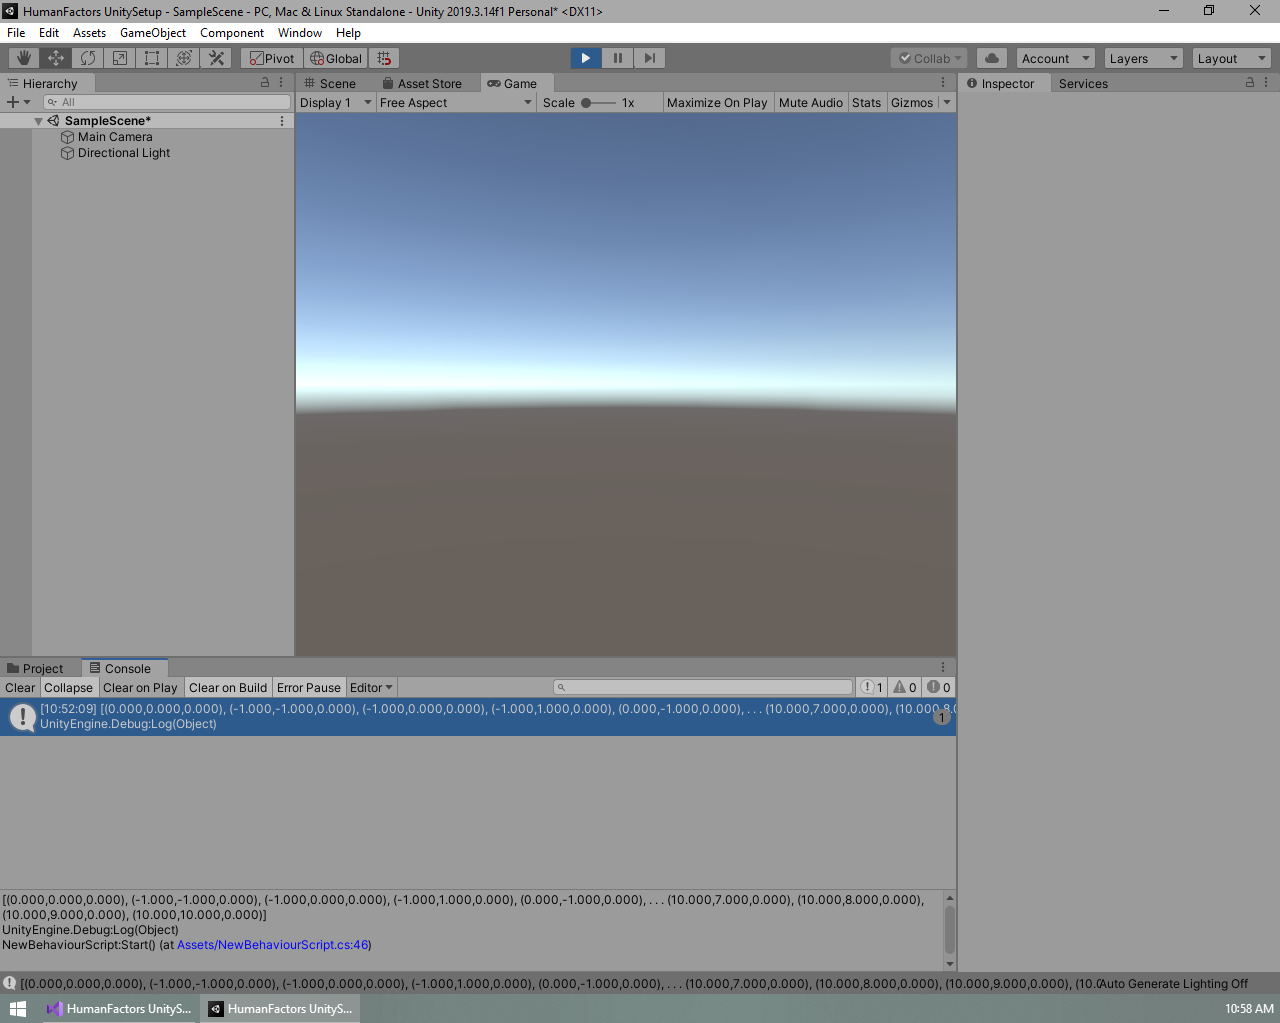 HumanFactors UnitySetup - SampleScene - PC, Mac & Linux Standalone - Unity 2019.3.14f1 Personal* <DX11>
File Edit Assets GameObject Component Window Help
Pivot Global Collab Account Layers Layout
Hierarchy Scene Asset Store Game Inspector Services
All Display 1 Free Aspect Scale 1x Maximize On Play Mute Audio Stats Gizmos
SampleScene*
Main Camera
Directional Light
Project Console
Clear Collapse Clear on Play Clear on Build Error Pause Editor 1 0 0
[10:52:09] [(0.000,0.000,0.000), (-1.000,-1.000,0.000), (-1.000,0.000,0.000), (-1.000,1.000,0.000), (0.000,-1.000,0.000), . . . (10.000,7.000,0.000), (10.000,8.0
UnityEngine.Debug:Log(Object) 1
[(0.000,0.000,0.000), (-1.000,-1.000,0.000), (-1.000,0.000,0.000), (-1.000,1.000,0.000), (0.000,-1.000,0.000), . . . (10.000,7.000,0.000), (10.000,8.000,0.000),
(10.000,9.000,0.000), (10.000,10.000,0.000)]
UnityEngine.Debug:Log(Object)
NewBehaviourScript:Start() (at Assets/NewBehaviourScript.cs:46)
[(0.000,0.000,0.000), (-1.000,-1.000,0.000), (-1.000,0.000,0.000), (-1.000,1.000,0.000), (0.000,-1.000,0.000), . . . (10.000,7.000,0.000), (10.000,8.000,0.000), (10.000,9.000,0.000), (10.0 Auto Generate Lighting Off
HumanFactors UnityS... HumanFactors UnityS... 10:58 AM